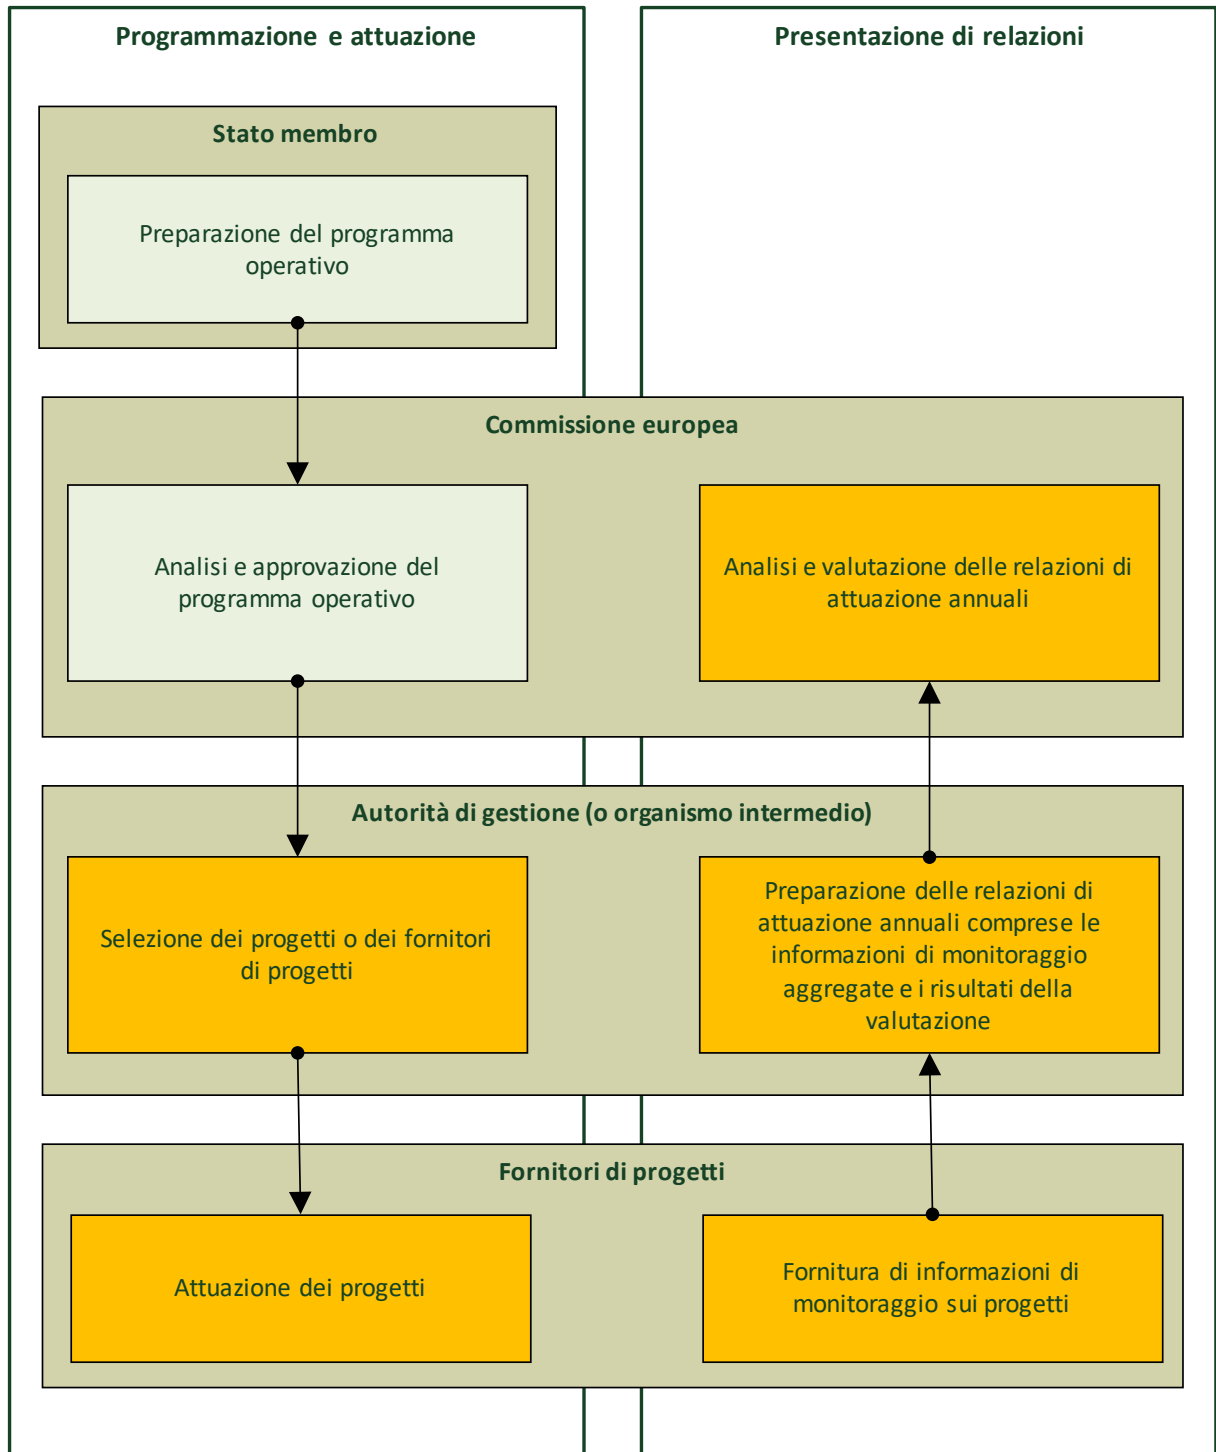 Programmazione e attuazione
Presentazione di relazioni
Stato membro
Preparazione del programma
operativo
Commissione europea
Analisi e approvazione del
programma operativo
Analisi e valutazione delle relazioni di
attuazione annuali
Autorità di gestione (o organismo intermedio)
Selezione dei progetti o dei fornitori
di progetti
Preparazione delle relazioni di
attuazione annuali comprese le
informazioni di monitoraggio
aggregate e i risultati della
valutazione
Fornitori di progetti
Attuazione dei progetti
Fornitura di informazioni di
monitoraggio sui progetti